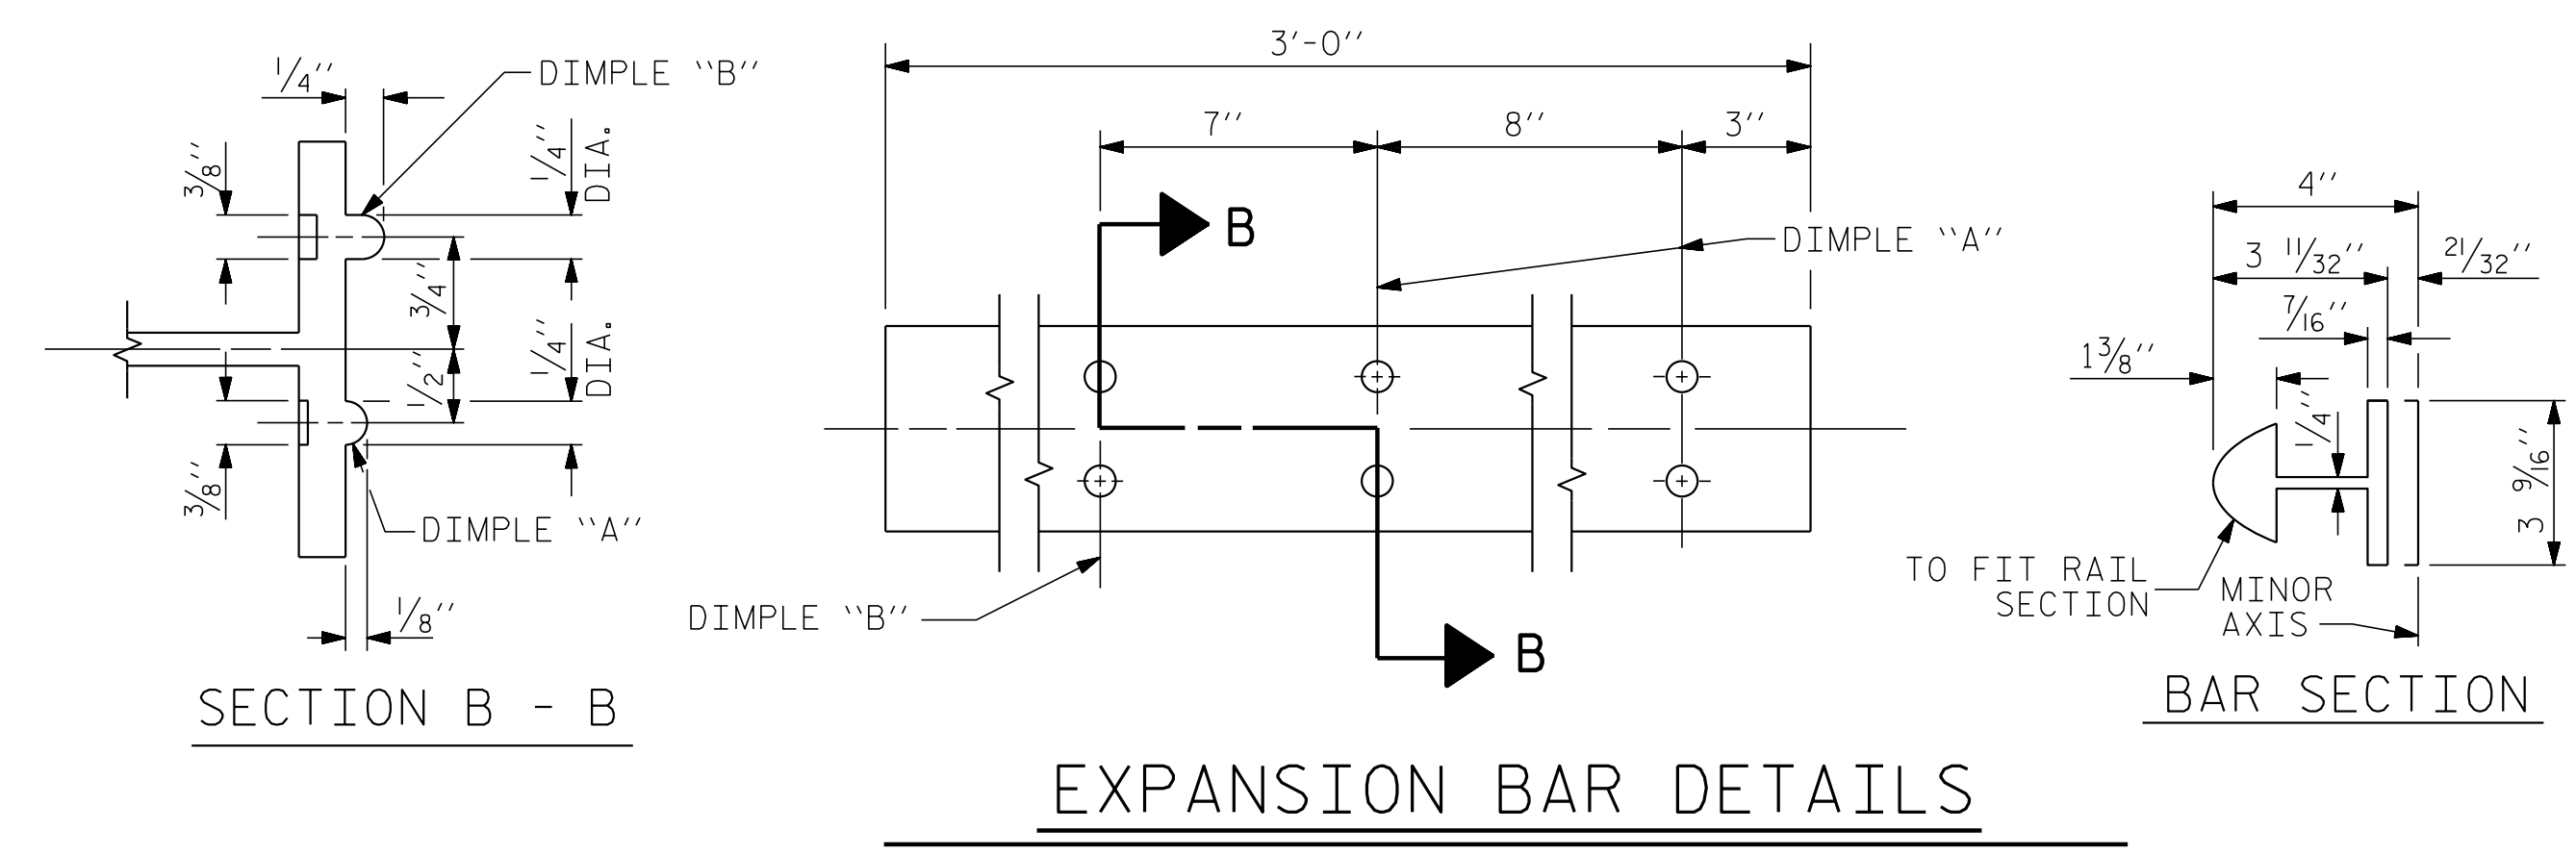 1/4"
DIMPLE "B"
3/8"
1/4" DIA.
3/4"
1/2"
1/4" DIA.
3/8"
DIMPLE "A"
1/8"
SECTION B - B
3'-0"
7"
8"
3"
B
DIMPLE "A"
DIMPLE "B"
B
EXPANSION BAR DETAILS
4"
3 11/32"
21/32"
7/16"
1 3/8"
1/4"
3 9/16"
TO FIT RAIL
SECTION
MINOR
AXIS
BAR SECTION